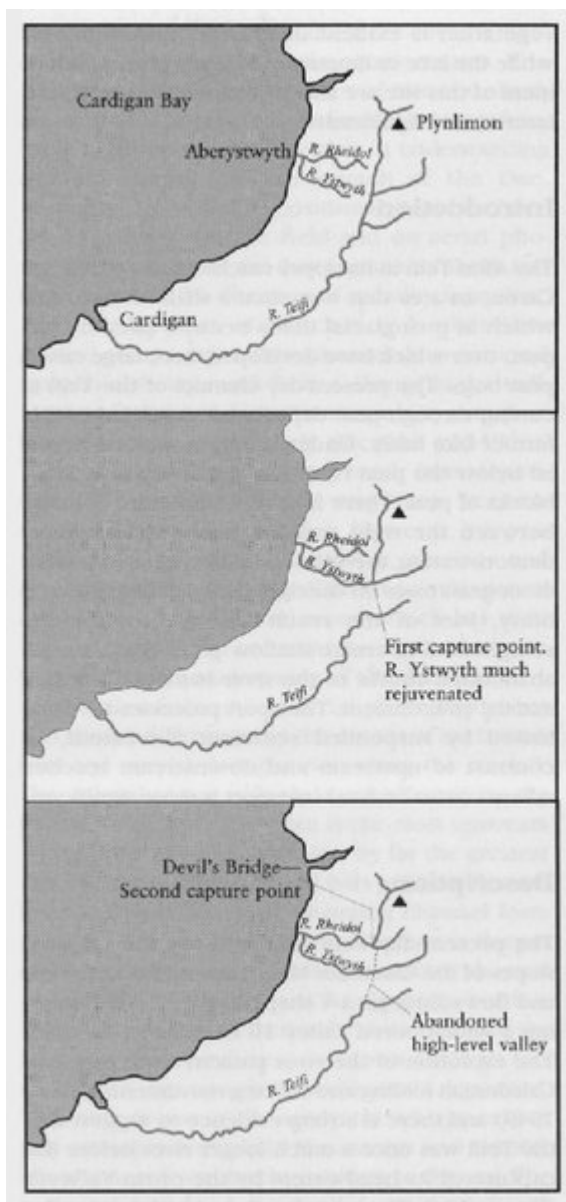 Cardigan Bay
Plynlimon
Aberystwyth
R. Rheidol
R. Ystwyth
R. Teifi
Cardigan
R. Rheidol
R. Ystwyth
First capture point.
R. Ystwyth much
rejuvenated
R. Teifi
Devil's Bridge
Second capture point
R. Rheidol
R. Ystwyth
Abandoned
high-level valley
R. Teifi